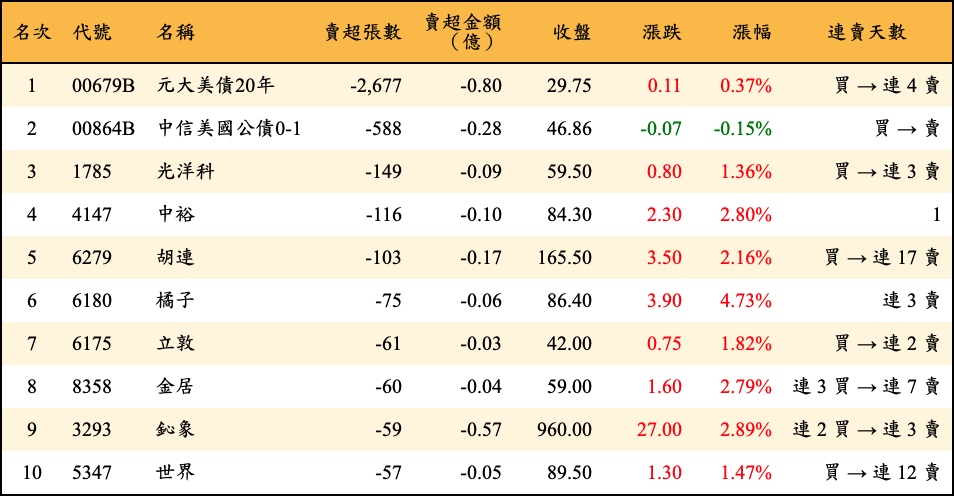 名次 代號 名稱 賣超張數 賣超金額（億） 收盤 漲跌 漲幅 連賣天數
1 00679B 元大美債20年 -2,677 -0.80 29.75 0.11 0.37% 買 → 連 4 賣
2 00864B 中信美國公債0-1 -588 -0.28 46.86 -0.07 -0.15% 買 → 賣
3 1785 光洋科 -149 -0.09 59.50 0.80 1.36% 買 → 連 3 賣
4 4147 中裕 -116 -0.10 84.30 2.30 2.80% 1
5 6279 胡連 -103 -0.17 165.50 3.50 2.16% 買 → 連 17 賣
6 6180 橘子 -75 -0.06 86.40 3.90 4.73% 連 3 賣
7 6175 立敦 -61 -0.03 42.00 0.75 1.82% 買 → 連 2 賣
8 8358 金居 -60 -0.04 59.00 1.60 2.79% 連 3 買 → 連 7 賣
9 3293 鈊象 -59 -0.57 960.00 27.00 2.89% 連 2 買 → 連 3 賣
10 5347 世界 -57 -0.05 89.50 1.30 1.47% 買 → 連 12 賣